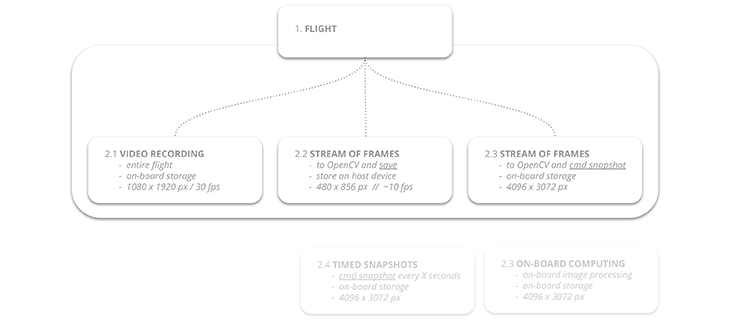 1. FLIGHT
2.1 VIDEO RECORDING
- entire flight
- on-board storage
- 1080 x 1920 px / 30 fps
2.2 STREAM OF FRAMES
- to OpenCV and save
- store on host device
- 480 x 856 px // ~10 fps
2.3 STREAM OF FRAMES
- to OpenCV and cmd snapshot
- on-board storage
- 4096 x 3072 px
2.4 TIMED SNAPSHOTS
- cmd snapshot every X seconds
- on-board storage
- 4096 x 3072 px
2.3 ON-BOARD COMPUTING
- on-board image processing
- on-board storage
- 4096 x 3072 px